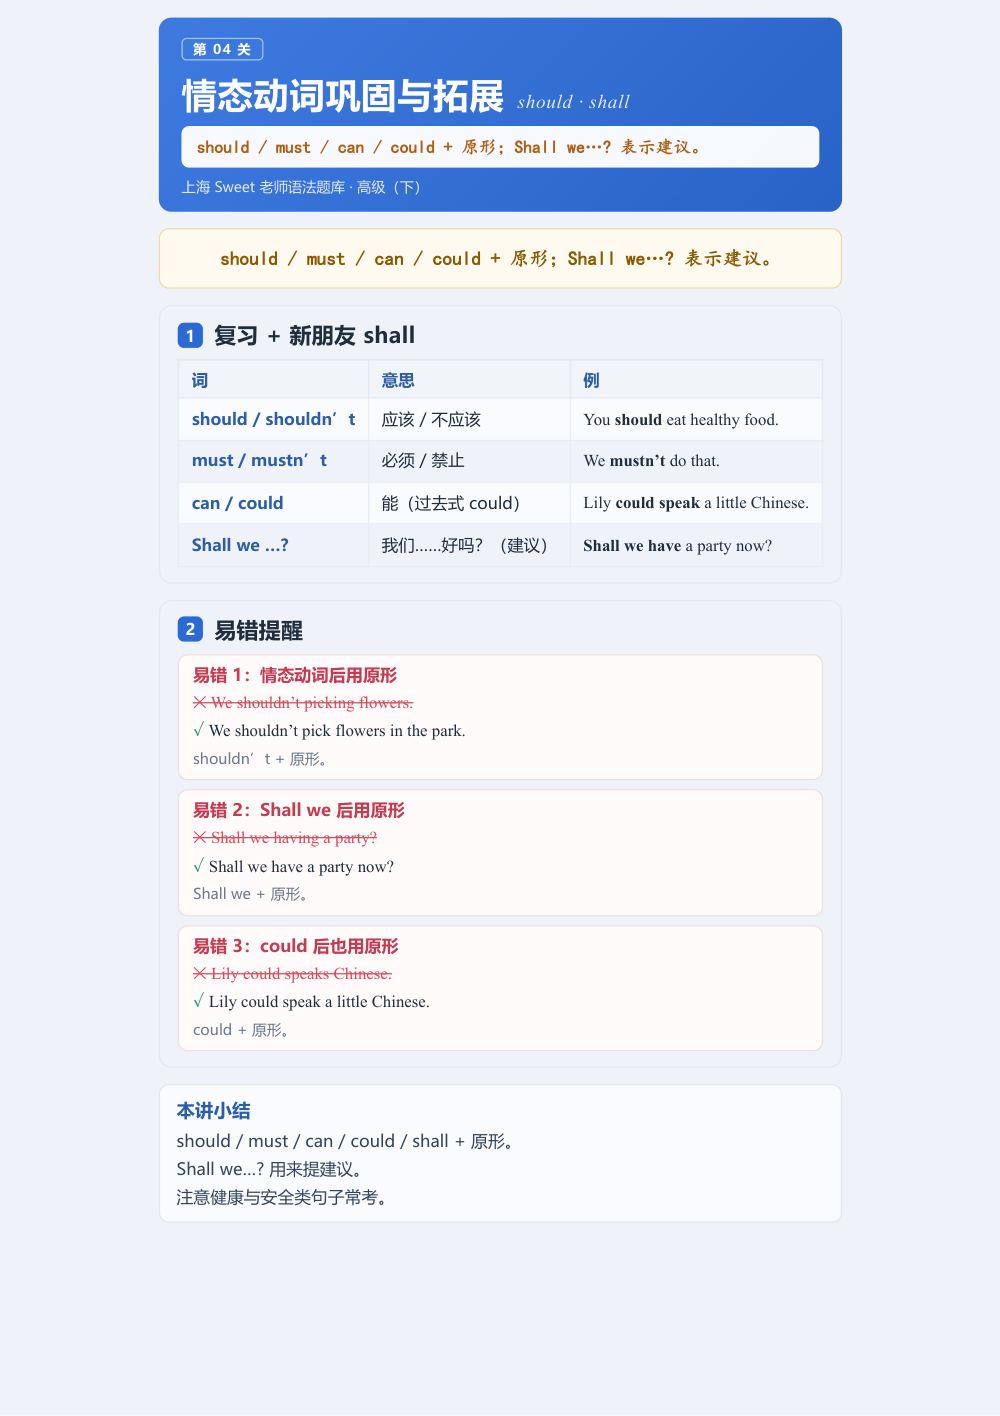 第 04 关
情态动词巩固与拓展 should · shall
should / must / can / could + 原形；Shall we…? 表示建议。
上海 Sweet 老师语法题库 · 高级（下）
should / must / can / could + 原形；Shall we…? 表示建议。
1 复习 + 新朋友 shall
词 意思 例
should / shouldn’t 应该 / 不应该 You should eat healthy food.
must / mustn’t 必须 / 禁止 We mustn’t do that.
can / could 能（过去式 could） Lily could speak a little Chinese.
Shall we …? 我们……好吗？（建议） Shall we have a party now?
2 易错提醒
易错 1：情态动词后用原形
✕ We shouldn’t picking flowers.
✓ We shouldn’t pick flowers in the park.
shouldn’t + 原形。
易错 2：Shall we 后用原形
✕ Shall we having a party?
✓ Shall we have a party now?
Shall we + 原形。
易错 3：could 后也用原形
✕ Lily could speaks Chinese.
✓ Lily could speak a little Chinese.
could + 原形。
本讲小结
should / must / can / could / shall + 原形。
Shall we…? 用来提建议。
注意健康与安全类句子常考。